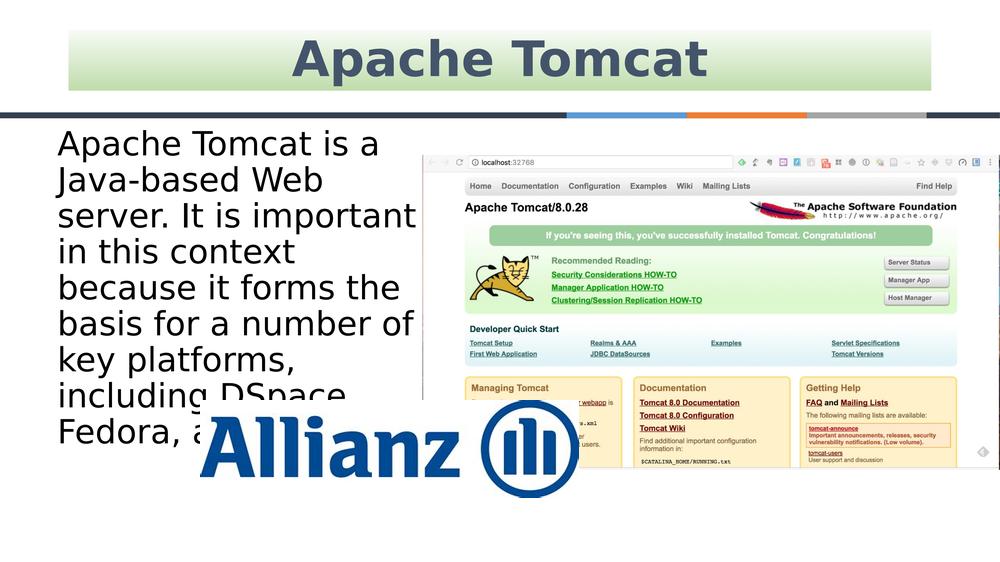 Apache Tomcat
Apache Tomcat is a
Java-based Web
server. It is important
in this context
because it forms the
basis for a number of
key platforms,
including DSpace
Fedora,
localhost:32768
Home Documentation Configuration Examples Wiki Mailing Lists Find Help
Apache Tomcat/8.0.28
The Apache Software Foundation
http://www.apache.org/
If you're seeing this, you've successfully installed Tomcat. Congratulations!
TM
Recommended Reading:
Security Considerations HOW-TO
Manager Application HOW-TO
Clustering/Session Replication HOW-TO
Server Status
Manager App
Host Manager
Developer Quick Start
Tomcat Setup
First Web Application
Realms & AAA
JDBC DataSources
Examples
Servlet Specifications
Tomcat Versions
Managing Tomcat
webapp is
users.
Documentation
Tomcat 8.0 Documentation
Tomcat 8.0 Configuration
Tomcat Wiki
Find additional important configuration
information in:
$CATALINA_HOME/RUNNING.txt
Getting Help
FAQ and Mailing Lists
The following mailing lists are available:
tomcat-announce
Important announcements, releases, security
vulnerability notifications. (Low volume).
tomcat-users
User support and discussion
Allianz